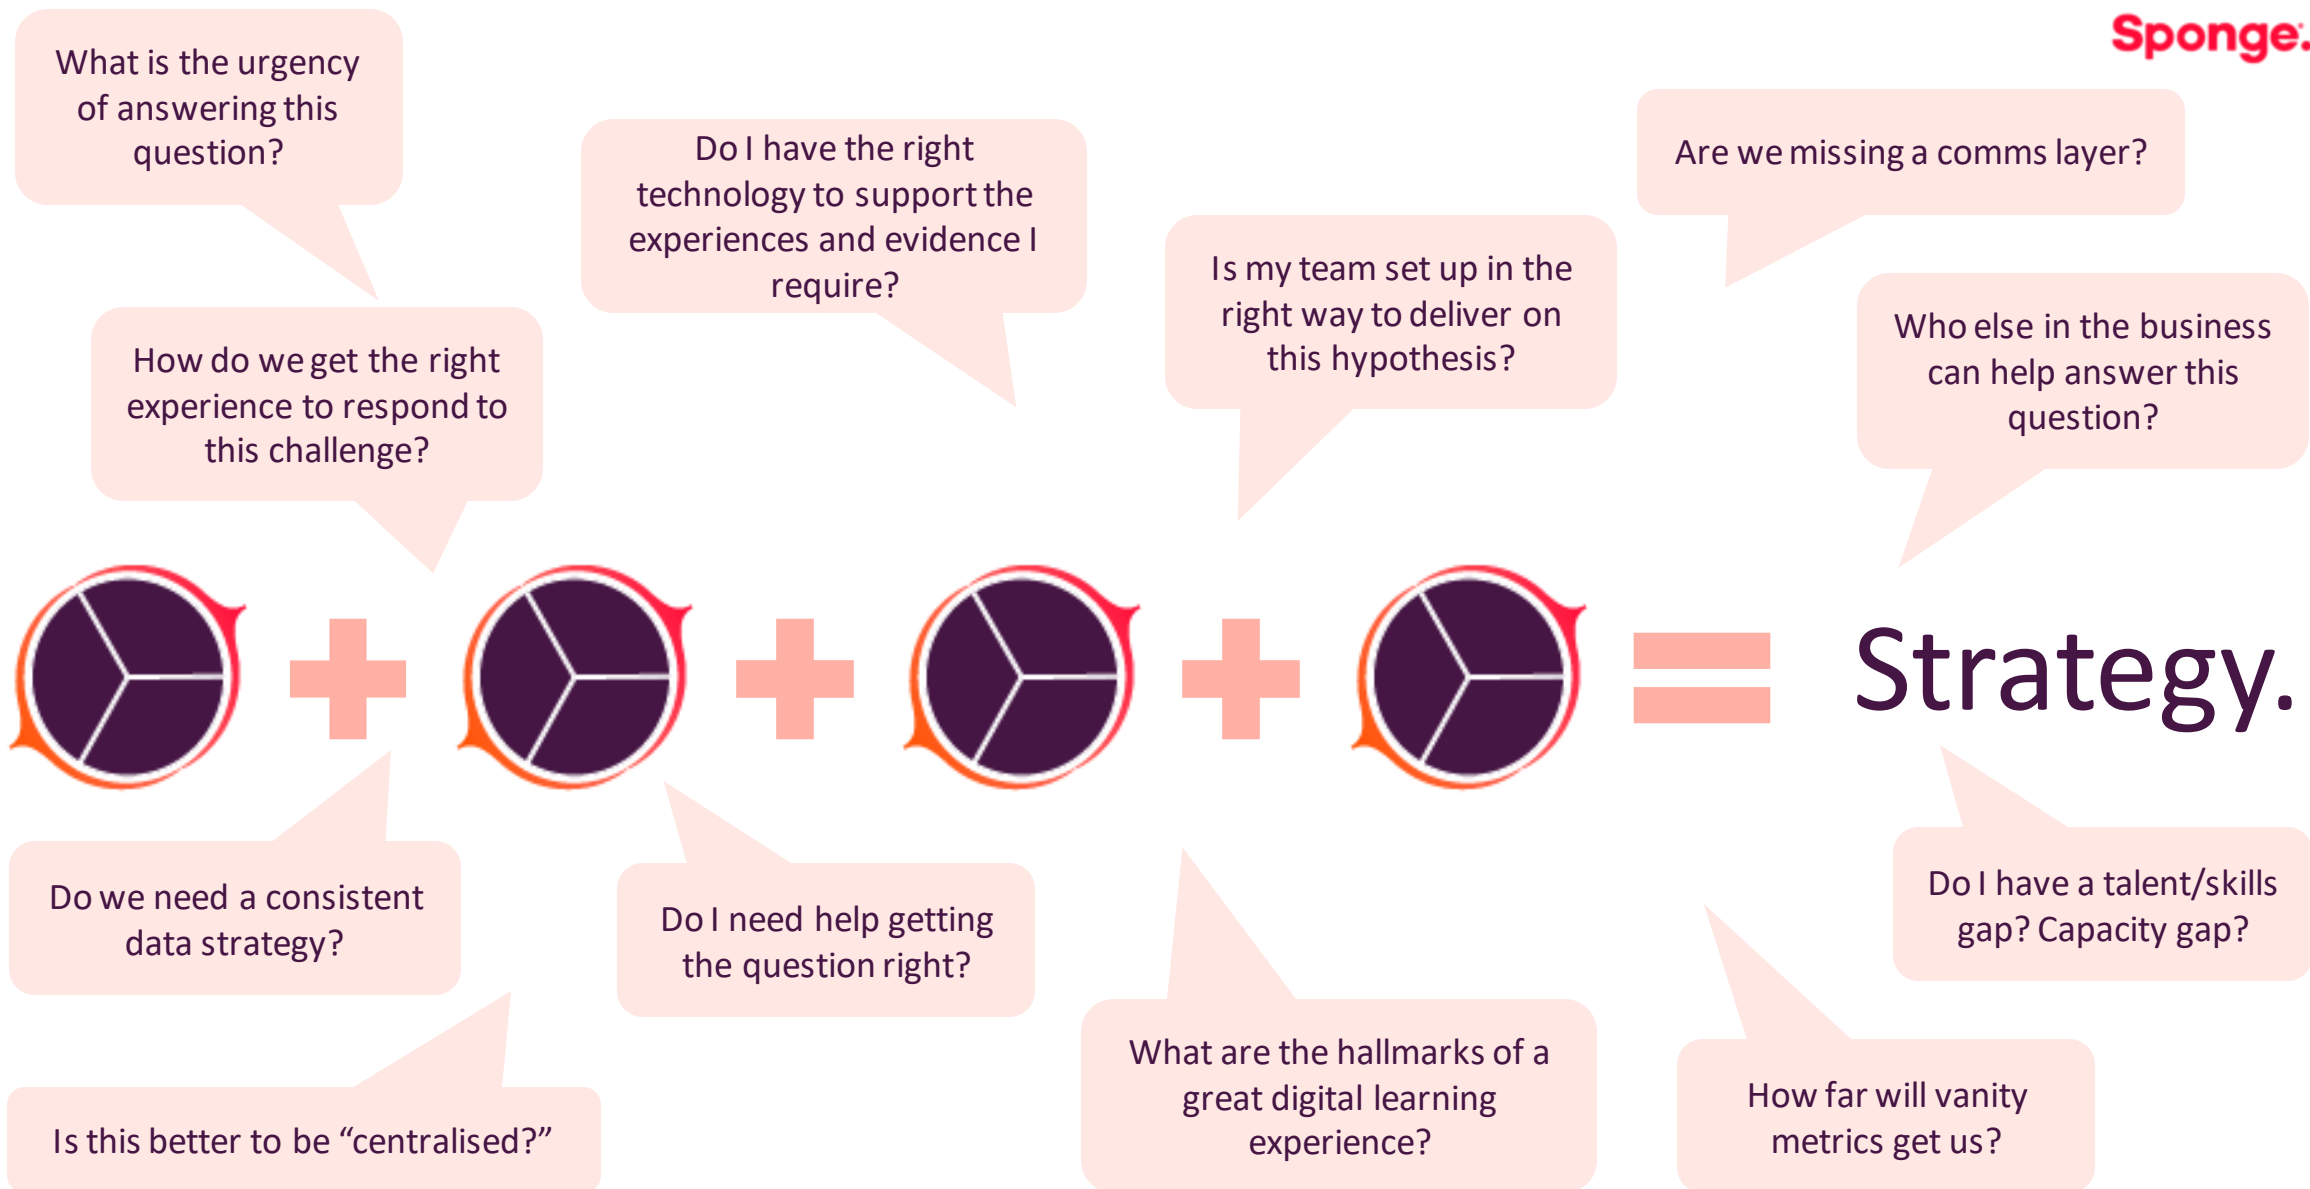 Sponge.
What is the urgency
of answering this
question?
Do I have the right
technology to support the
experiences and evidence I
require?
Are we missing a comms layer?
Is my team set up in the
right way to deliver on
this hypothesis?
Who else in the business
can help answer this
question?
How do we get the right
experience to respond to
this challenge?
Strategy.
Do we need a consistent
data strategy?
Do I need help getting
the question right?
Do I have a talent/skills
gap? Capacity gap?
What are the hallmarks of a
great digital learning
experience?
How far will vanity
metrics get us?
Is this better to be “centralised?”